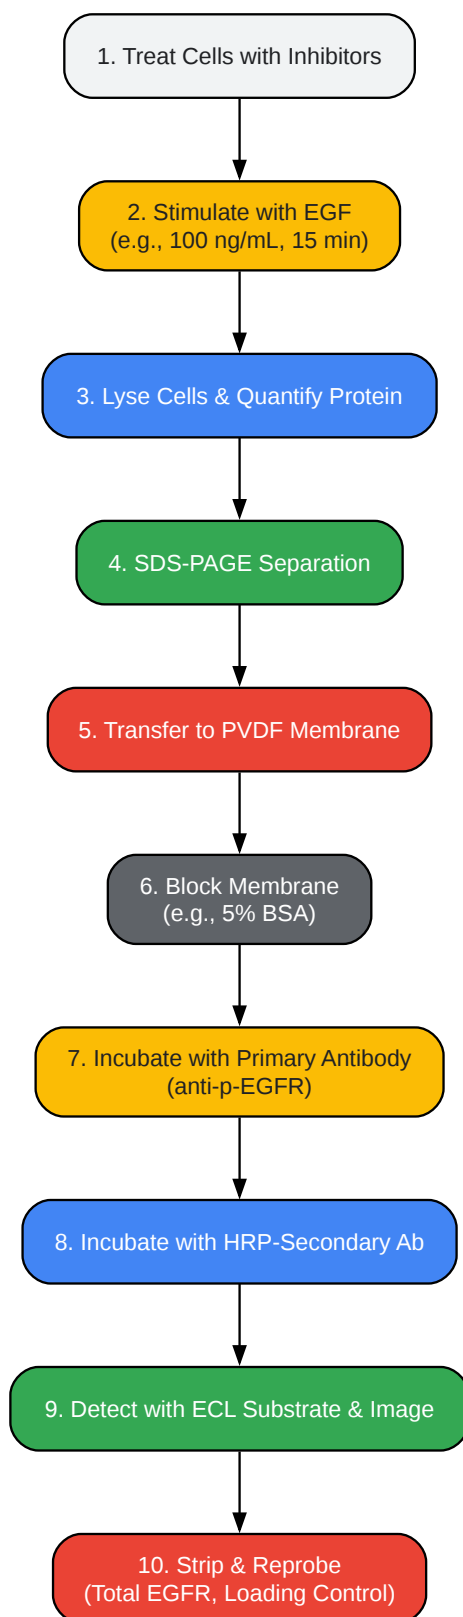 1. Treat Cells with Inhibitors
2. Stimulate with EGF
(e.g., 100 ng/mL, 15 min)
3. Lyse Cells & Quantify Protein
4. SDS-PAGE Separation
5. Transfer to PVDF Membrane
6. Block Membrane
(e.g., 5% BSA)
7. Incubate with Primary Antibody
(anti-p-EGFR)
8. Incubate with HRP-Secondary Ab
9. Detect with ECL Substrate & Image
10. Strip & Reprobe
(Total EGFR, Loading Control)